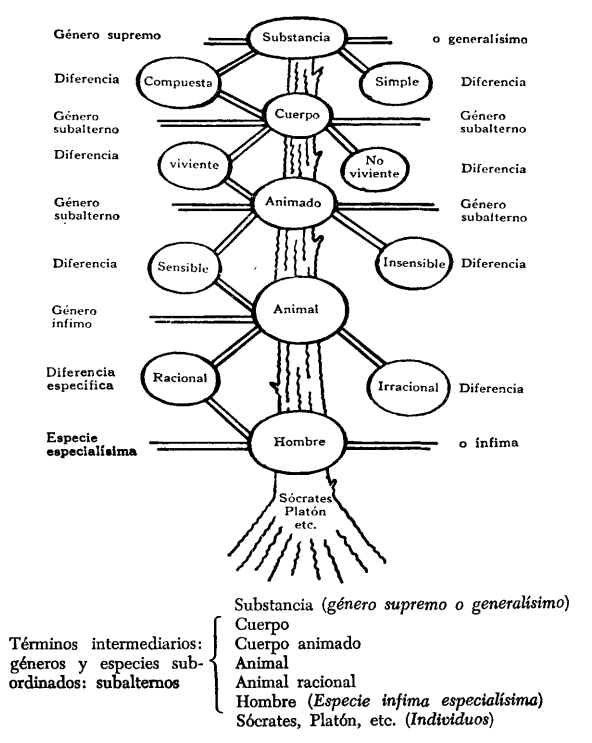 Género supremo
Substancia
o generalísimo
Diferencia
Compuesta
Simple
Diferencia
Género
subalterno
Cuerpo
Género
subalterno
Diferencia
viviente
No
viviente
Diferencia
Género
subalterno
Animado
Género
subalterno
Diferencia
Sensible
Insensible
Diferencia
Género
ínfimo
Animal
Diferencia
específica
Racional
Irracional
Diferencia
Especie
especialísima
Hombre
o ínfima
Sócrates
Platón
etc.
Substancia (género supremo o generalísimo)
Cuerpo
Términos intermediarios:
géneros y especies sub-
ordinados: subalternos
Cuerpo animado
Animal
Animal racional
Hombre (Especie ínfima especialísima)
Sócrates, Platón, etc. (Individuos)